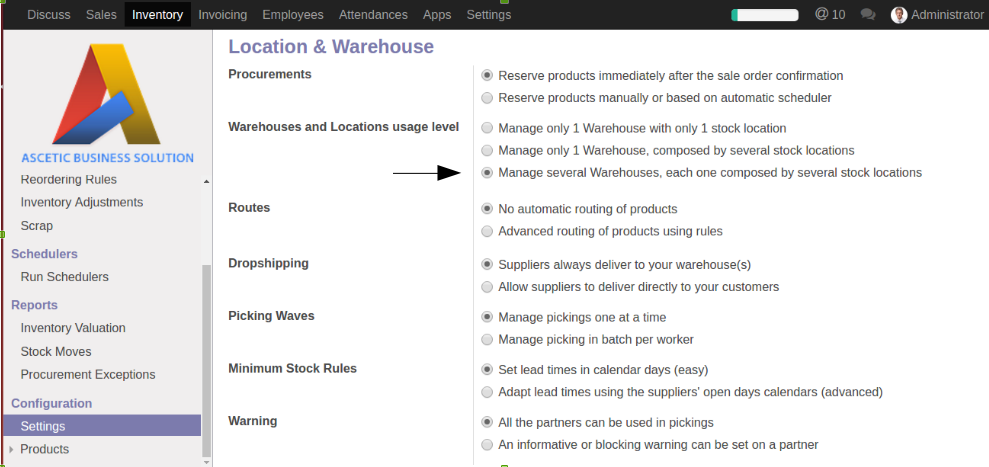 Discuss Sales Inventory Invoicing Employees Attendances Apps Settings @ 10 Administrator
ASCETIC BUSINESS SOLUTION
Reordering Rules
Inventory Adjustments
Scrap
Schedulers
Run Schedulers
Reports
Inventory Valuation
Stock Moves
Procurement Exceptions
Configuration
Settings
Products
Location & Warehouse
Procurements
Reserve products immediately after the sale order confirmation
Reserve products manually or based on automatic scheduler
Warehouses and Locations usage level
Manage only 1 Warehouse with only 1 stock location
Manage only 1 Warehouse, composed by several stock locations
Manage several Warehouses, each one composed by several stock locations
Routes
No automatic routing of products
Advanced routing of products using rules
Dropshipping
Suppliers always deliver to your warehouse(s)
Allow suppliers to deliver directly to your customers
Picking Waves
Manage pickings one at a time
Manage picking in batch per worker
Minimum Stock Rules
Set lead times in calendar days (easy)
Adapt lead times using the suppliers' open days calendars (advanced)
Warning
All the partners can be used in pickings
An informative or blocking warning can be set on a partner